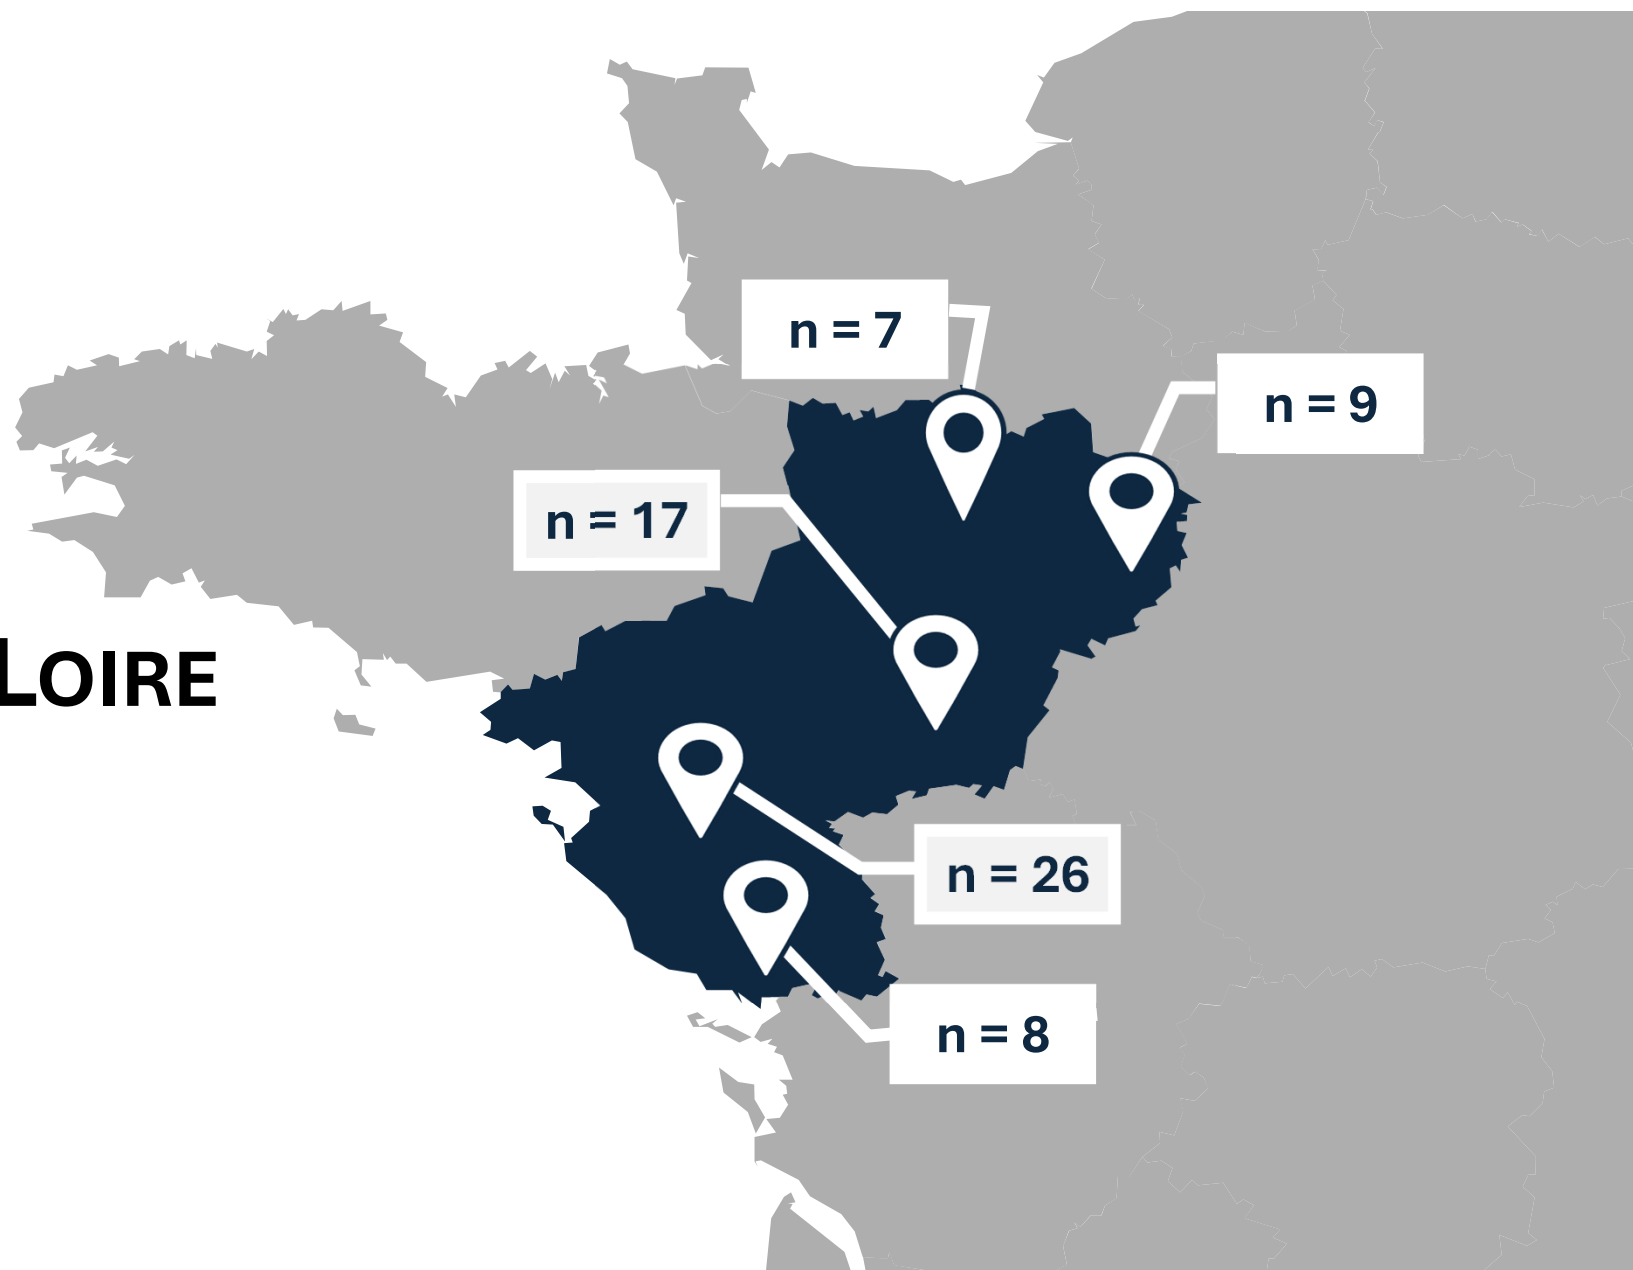 n = 7
n = 9
n = 17
LOIRE
n = 26
n = 8